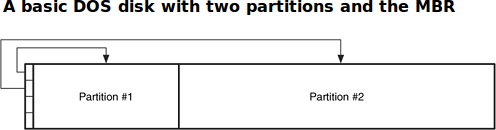 A basic DOS disk with two partitions and the MBR
Partition #1
Partition #2